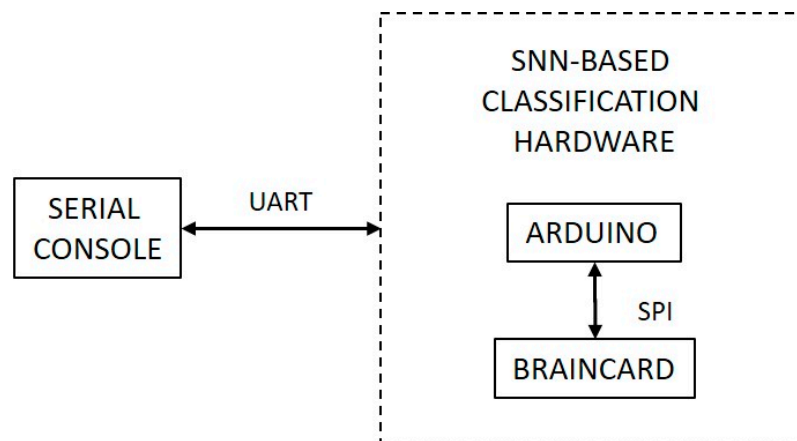 SNN-BASED
CLASSIFICATION
HARDWARE
SERIAL
CONSOLE
UART
ARDUINO
SPI
BRAINCARD